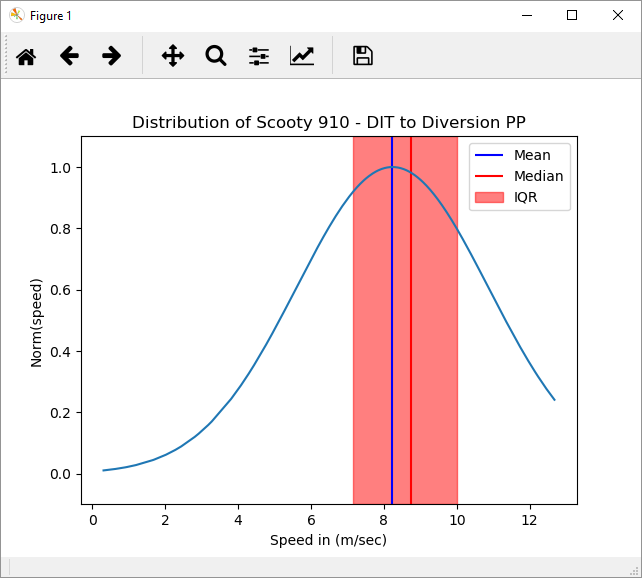 Figure 1
Distribution of Scooty 910 - DIT to Diversion PP
Mean
Median
IQR
Norm(speed)
1.0
0.8
0.6
0.4
0.2
0.0
0 2 4 6 8 10 12
Speed in (m/sec)